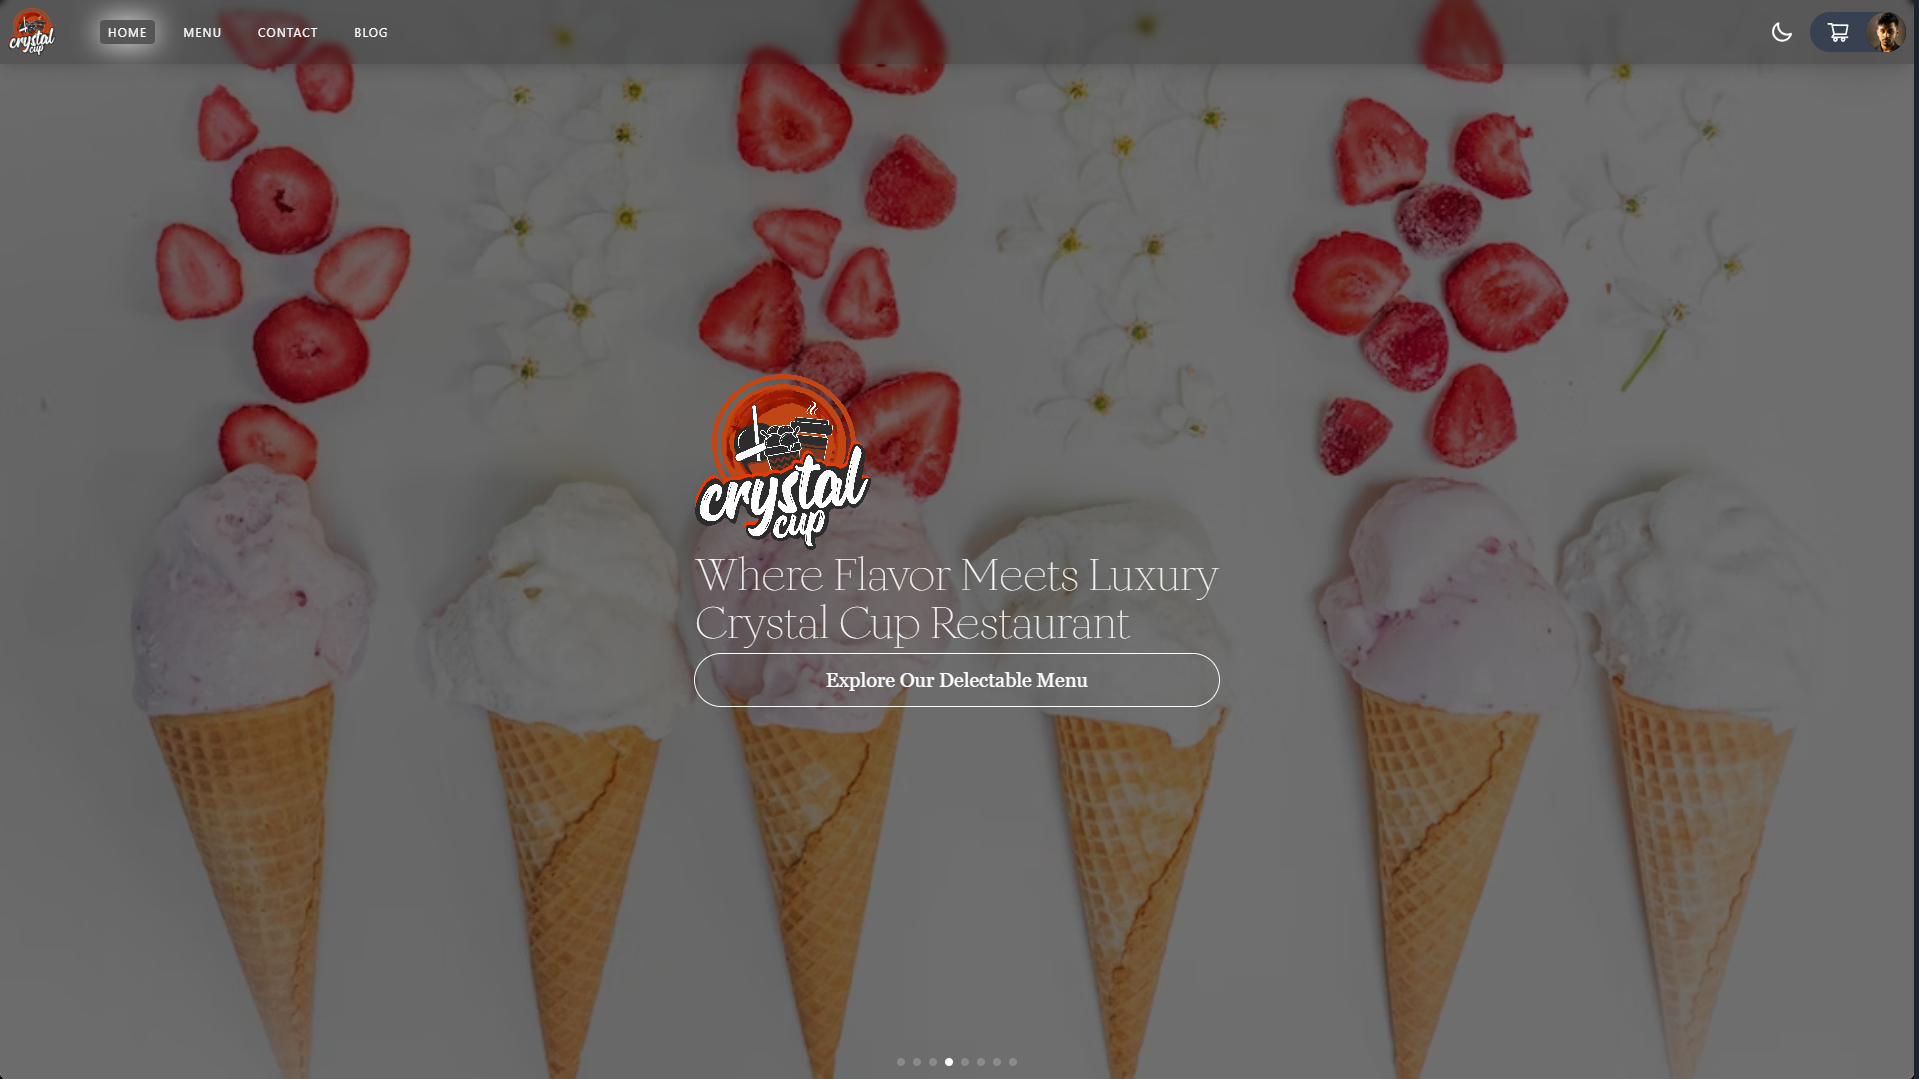 crystal
cup
HOME
MENU
CONTACT
BLOG
crystal
cup
Where Flavor Meets Luxury
Crystal Cup Restaurant
Explore Our Delectable Menu